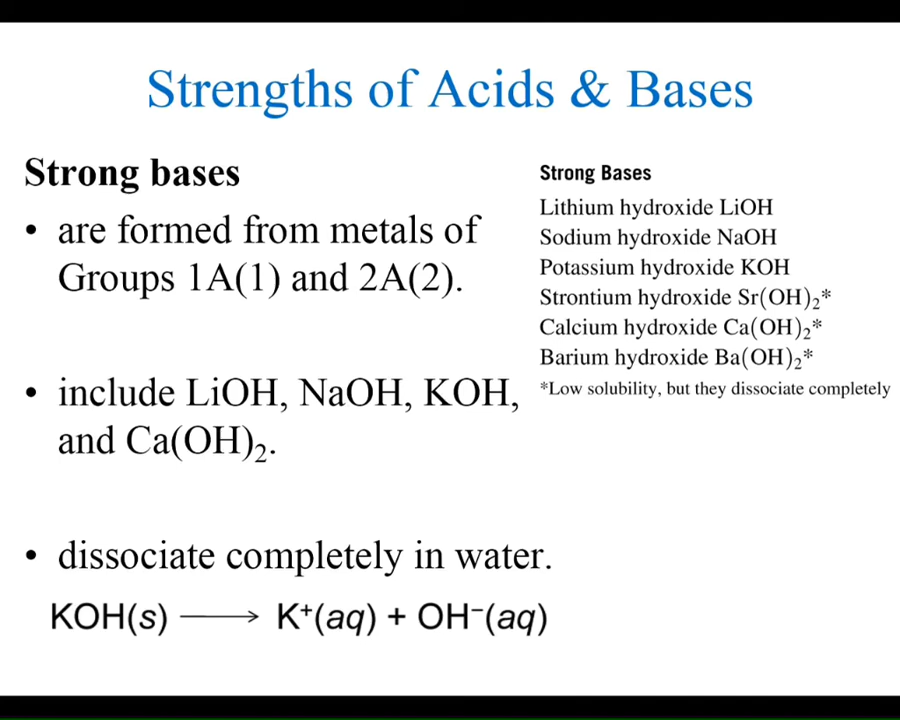 Strengths of Acids & Bases
Strong bases
• are formed from metals of
Groups 1A(1) and 2A(2).
• include LiOH, NaOH, KOH,
and Ca(OH)₂.
• dissociate completely in water.
KOH(s) ⟶ K⁺(aq) + OH⁻(aq)
Strong Bases
Lithium hydroxide LiOH
Sodium hydroxide NaOH
Potassium hydroxide KOH
Strontium hydroxide Sr(OH)₂*
Calcium hydroxide Ca(OH)₂*
Barium hydroxide Ba(OH)₂*
*Low solubility, but they dissociate completely